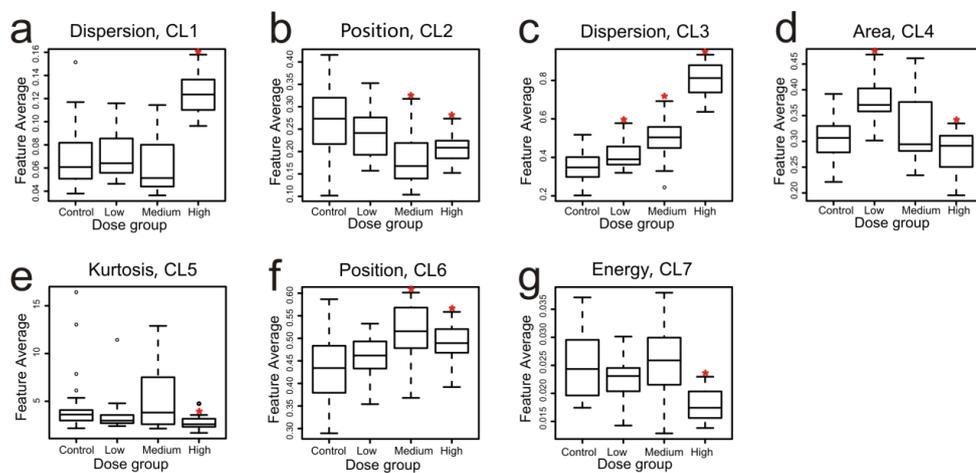 a Dispersion, CL1
Feature Average
0.04 0.06 0.08 0.10 0.12 0.14 0.16
Control Low Medium High
Dose group
b Position, CL2
Feature Average
0.10 0.15 0.20 0.25 0.30 0.40
Control Low Medium High
Dose group
c Dispersion, CL3
Feature Average
0.2 0.4 0.6 0.8
Control Low Medium High
Dose group
d Area, CL4
Feature Average
0.20 0.25 0.30 0.35 0.40 0.45
Control Low Medium High
Dose group
e Kurtosis, CL5
Feature Average
5 10 15
Control Low Medium High
Dose group
f Position, CL6
Feature Average
0.30 0.35 0.40 0.45 0.50 0.55 0.60
Control Low Medium High
Dose group
g Energy, CL7
Feature Average
0.015 0.020 0.025 0.030 0.035
Control Low Medium High
Dose group